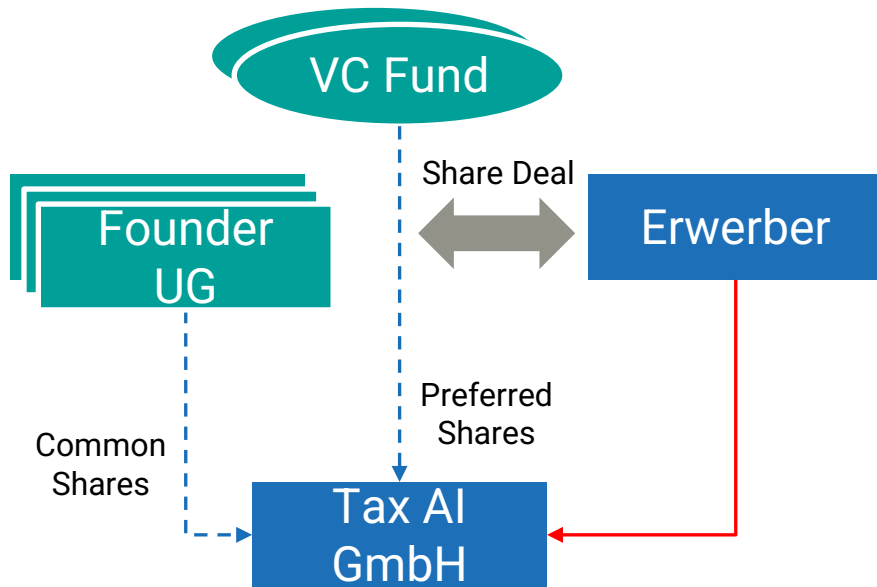 VC Fund
Share Deal
Founder
UG
Erwerber
Preferred
Shares
Common
Shares
Tax AI
GmbH